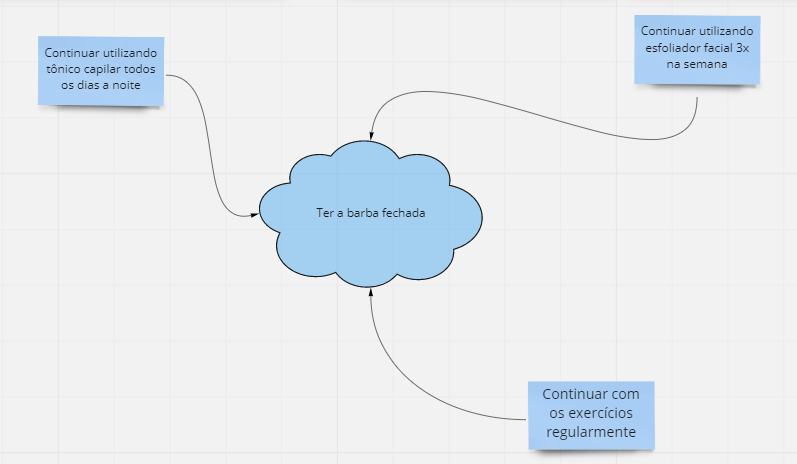 Continuar utilizando
tônico capilar todos
os dias a noite
Continuar utilizando
esfoliador facial 3x
na semana
Ter a barba fechada
Continuar com
os exercícios
regularmente